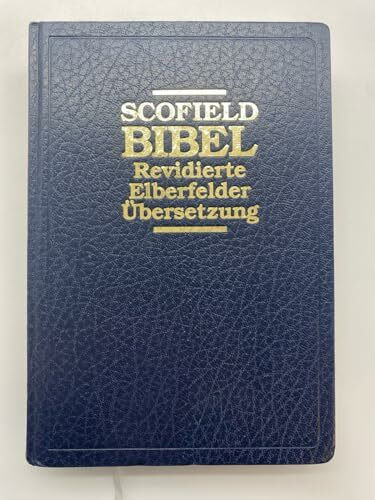 SCOFIELD
BIBEL
Revidierte
Elberfelder
Übersetzung